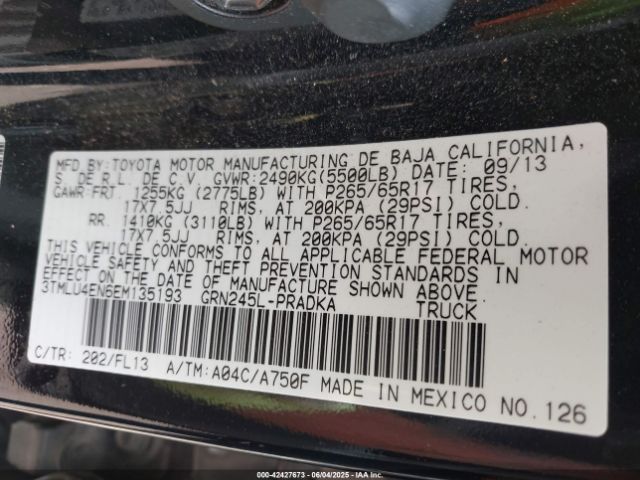 MFD BY:TOYOTA MOTOR MANUFACTURING DE BAJA CALIFORNIA,
S. DE R.L. DE C.V. GVWR:2490KG(5500LB) DATE: 09/13
GAWR-FRT. 1255KG (2775LB) WITH P265/65R17 TIRES,
17X7.5JJ RIMS, AT 200KPA (29PSI) COLD.
RR. 1410KG (3110LB) WITH P265/65R17 TIRES,
17X7.5JJ RIMS, AT 200KPA (29PSI) COLD.
THIS VEHICLE CONFORMS TO ALL APPLICABLE FEDERAL MOTOR
VEHICLE SAFETY AND THEFT PREVENTION STANDARDS IN
EFFECT ON THE DATE OF MANUFACTURE SHOWN ABOVE.
3TMLU4EN6EM135193 GRN245L-PRADKA TRUCK
C/TR: 202/FL13 A/TM:A04C/A750F MADE IN MEXICO NO.126
IAA 42427673 | 06/04/2025 | IAAI.COM